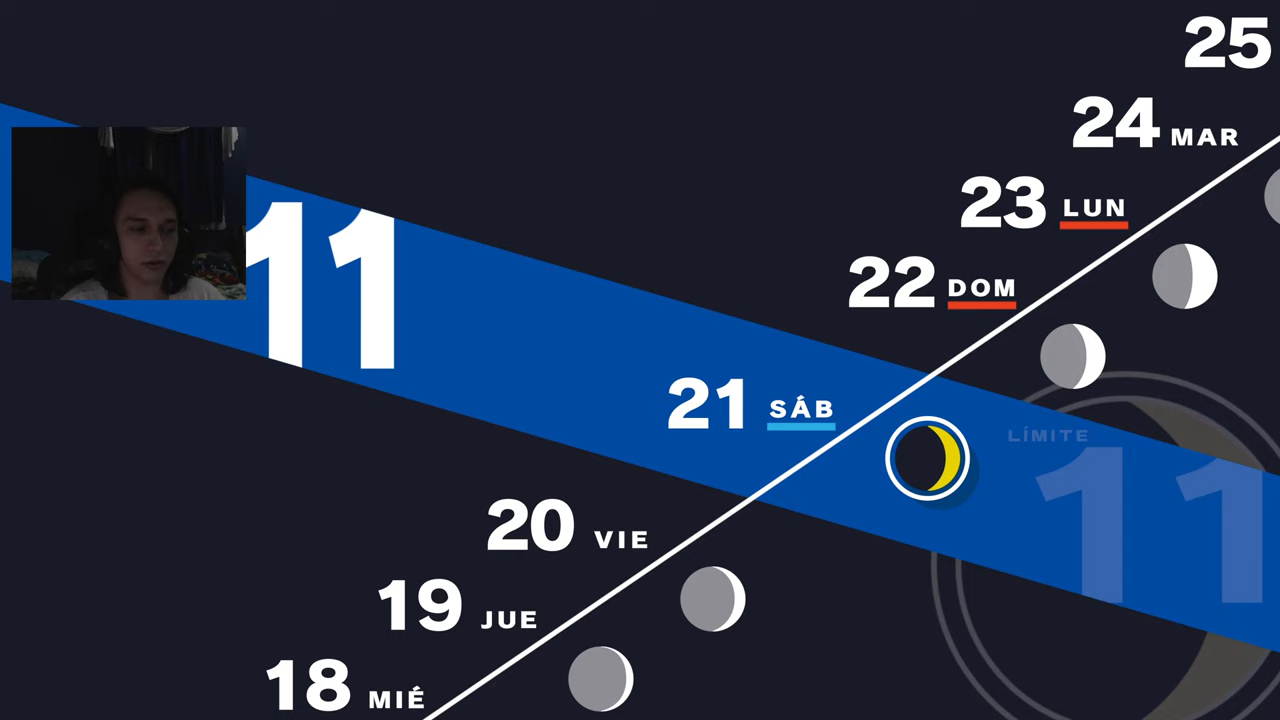 25
24 MAR
23 LUN
22 DOM
11
21 SÁB
LÍMITE
11
20 VIE
19 JUE
18 MIÉ